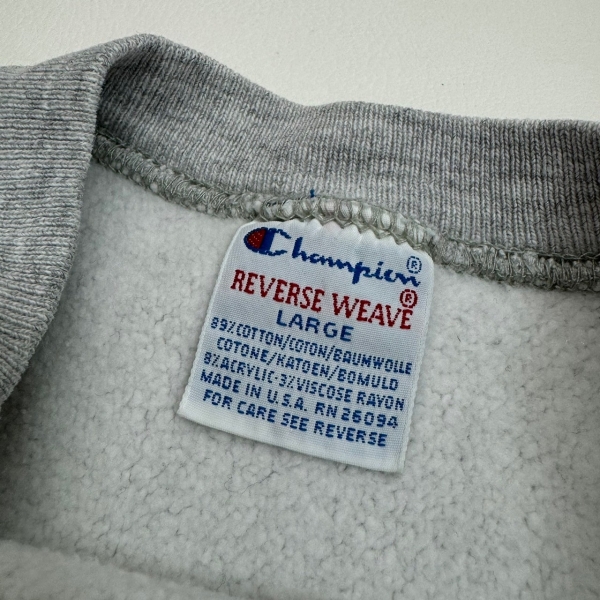 Champion®
REVERSE WEAVE®
LARGE
89%COTTON/COTON/BAUMWOLLE
COTONE/KATOEN/BOMULD
8%ACRYLIC-3%VISCOSE RAYON
MADE IN U.S.A. RN 26094
FOR CARE SEE REVERSE